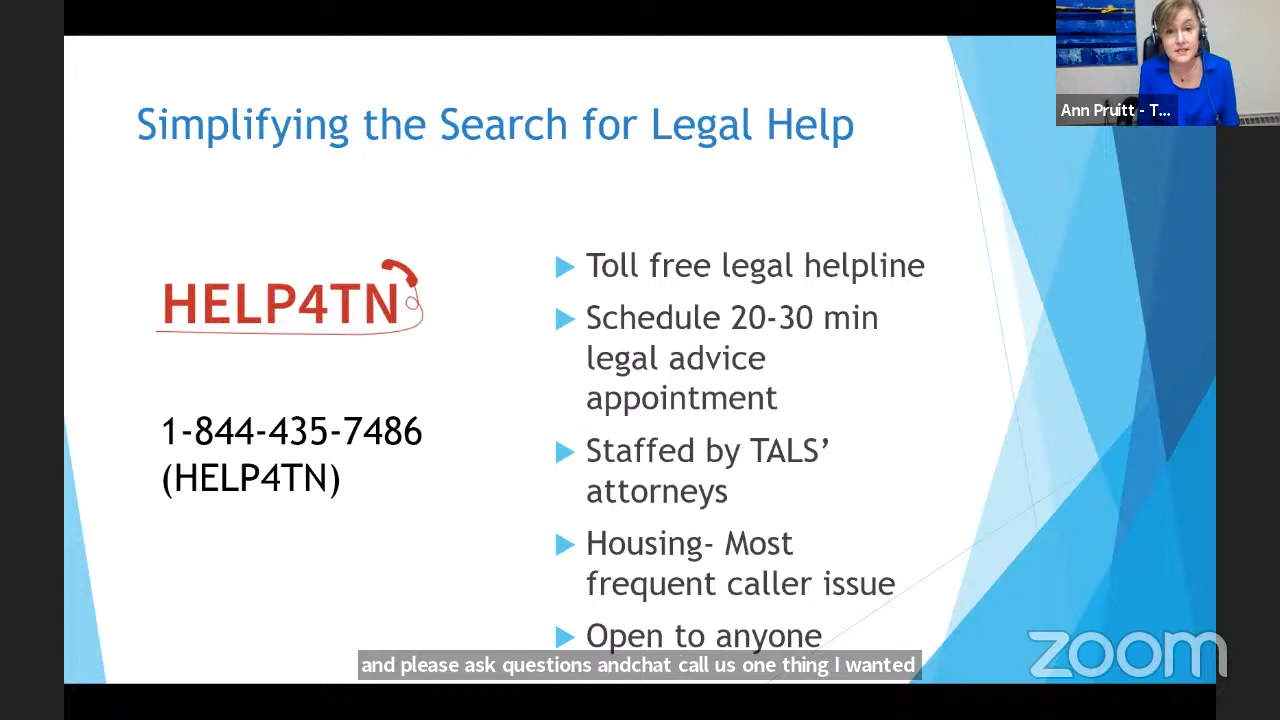 Simplifying the Search for Legal Help
Ann Pruitt - T...
HELP4TN
1-844-435-7486
(HELP4TN)
Toll free legal helpline
Schedule 20-30 min
legal advice
appointment
Staffed by TALS’
attorneys
Housing- Most
frequent caller issue
Open to anyone
and please ask questions andchat call us one thing I wanted
zoom